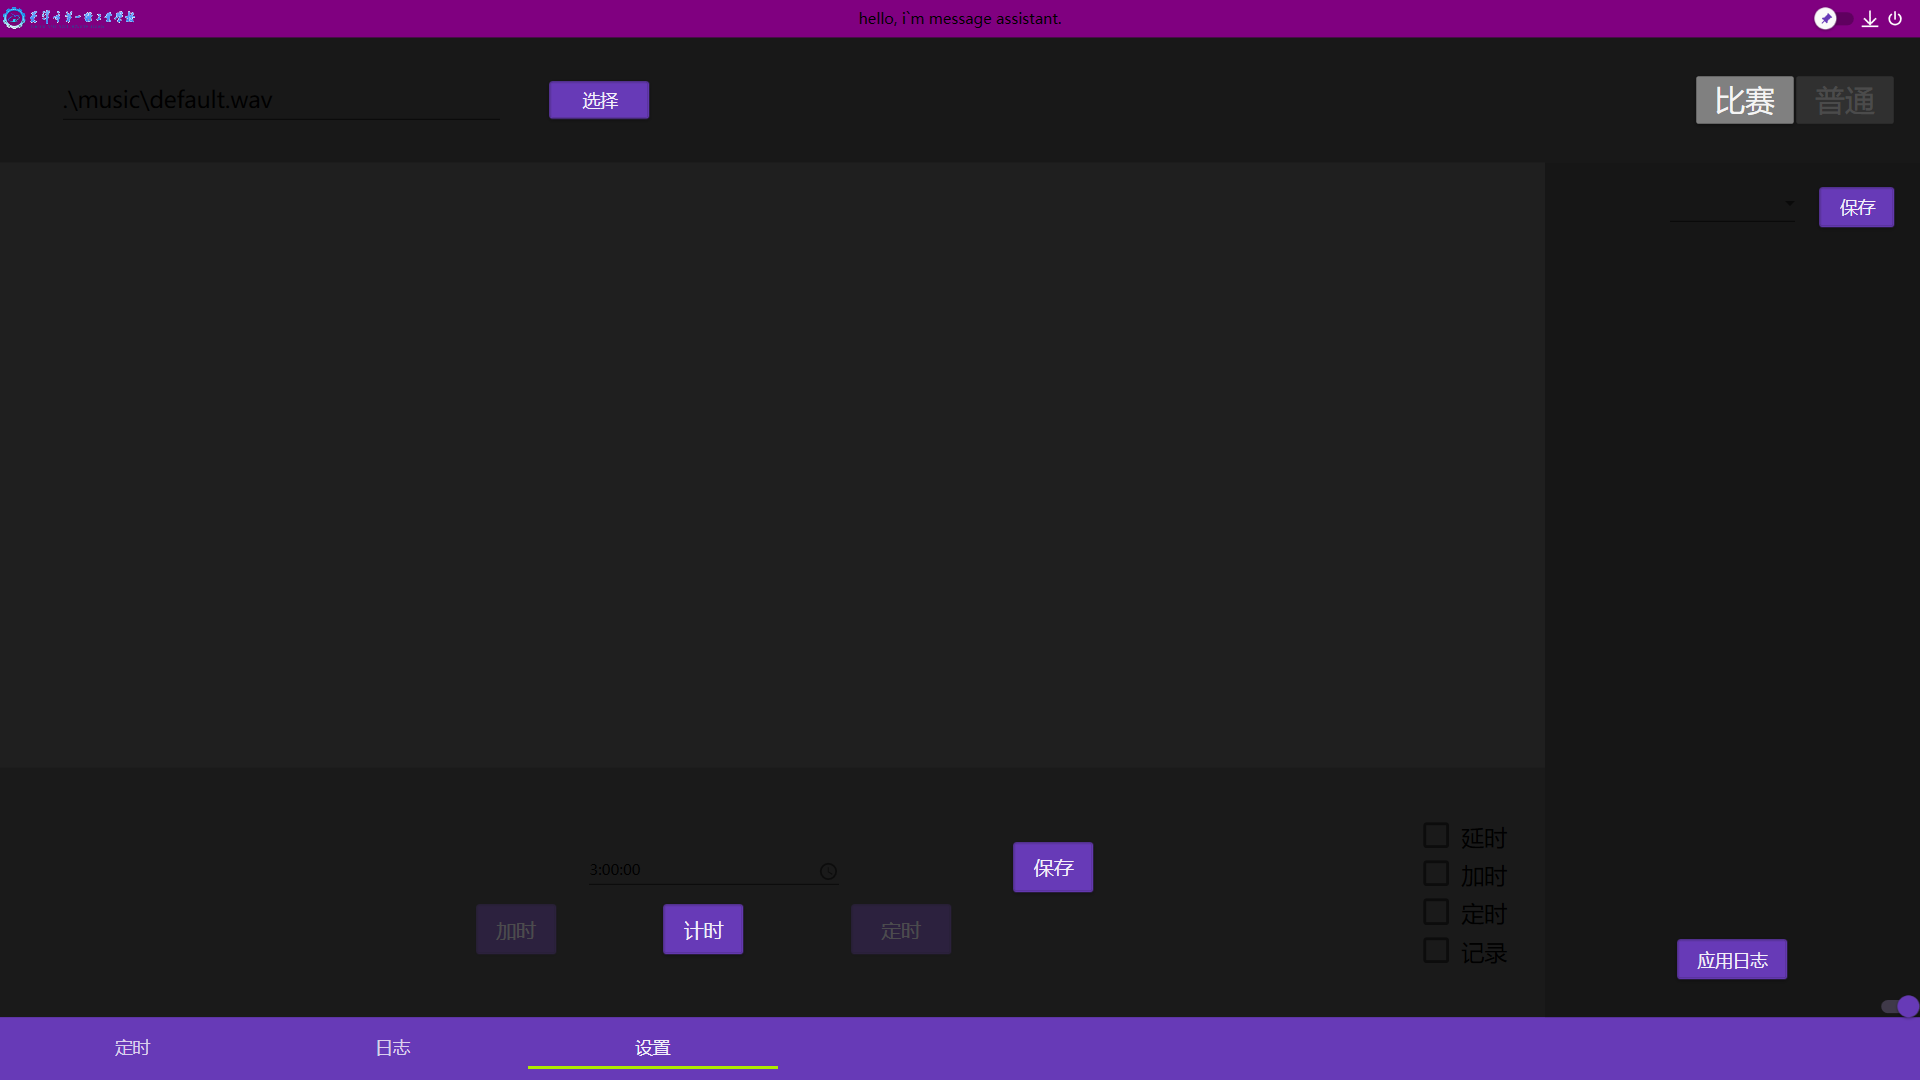 hello, i`m message assistant.
.\music\default.wav
选择
比赛
普通
保存
3:00:00
保存
加时
计时
定时
延时
加时
定时
记录
应用日志
定时
日志
设置